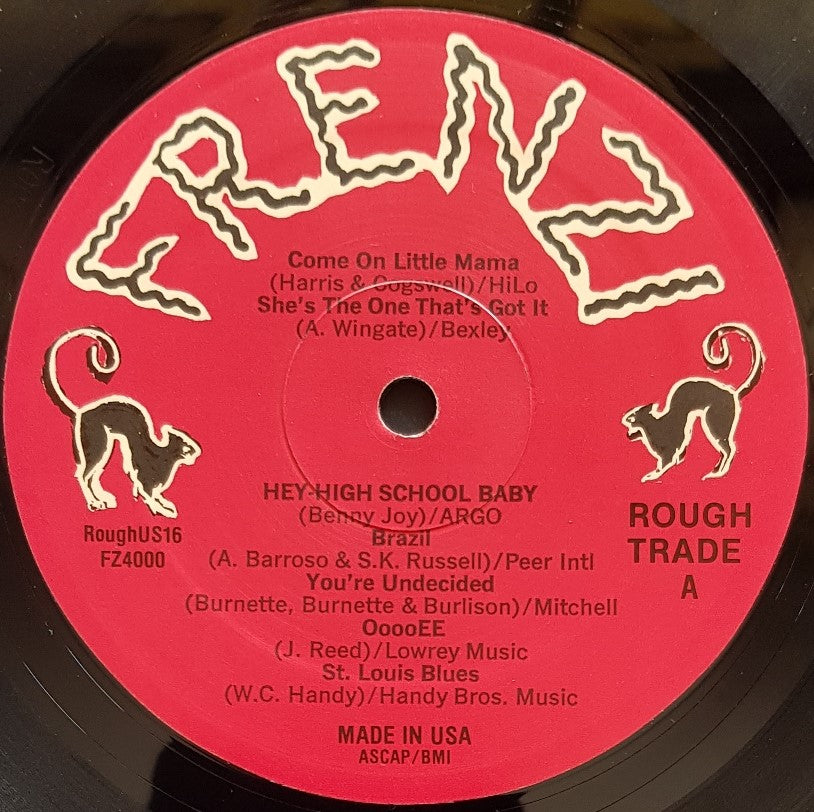 FRENZI
Come On Little Mama
(Harris & Cogswell)/HiLo
She's The One That's Got It
(A. Wingate)/Bexley
HEY-HIGH SCHOOL BABY
(Benny Joy)/ARGO
Brazil
(A. Barroso & S.K. Russell)/Peer Intl
You're Undecided
(Burnette, Burnette & Burlison)/Mitchell
OoooEE
(J. Reed)/Lowrey Music
St. Louis Blues
(W.C. Handy)/Handy Bros. Music
RoughUS16
FZ4000
ROUGH
TRADE
A
MADE IN USA
ASCAP/BMI